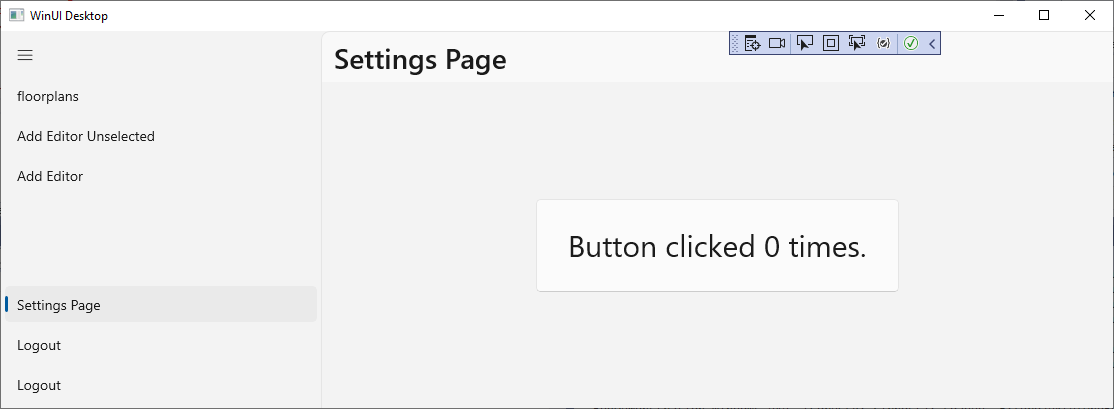 WinUI Desktop
Settings Page
floorplans
Add Editor Unselected
Add Editor
Button clicked 0 times.
Settings Page
Logout
Logout